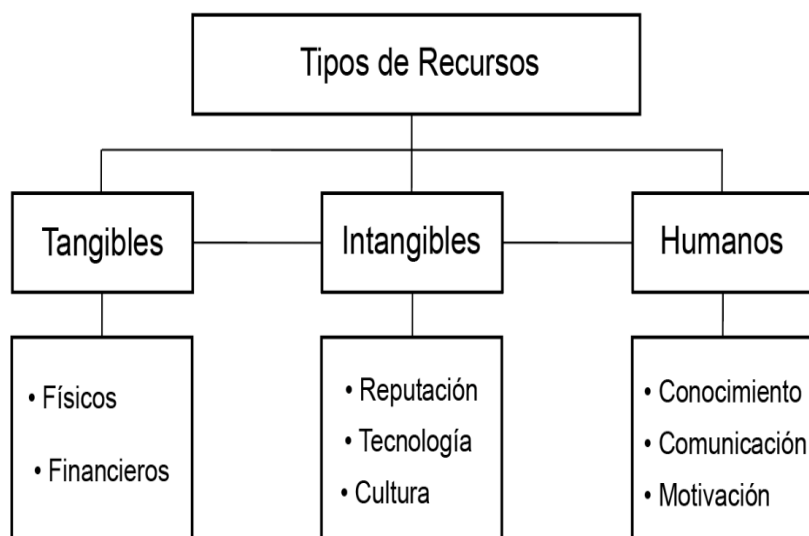 Tipos de Recursos
Tangibles
Intangibles
Humanos
• Físicos
• Financieros
• Reputación
• Tecnología
• Cultura
• Conocimiento
• Comunicación
• Motivación